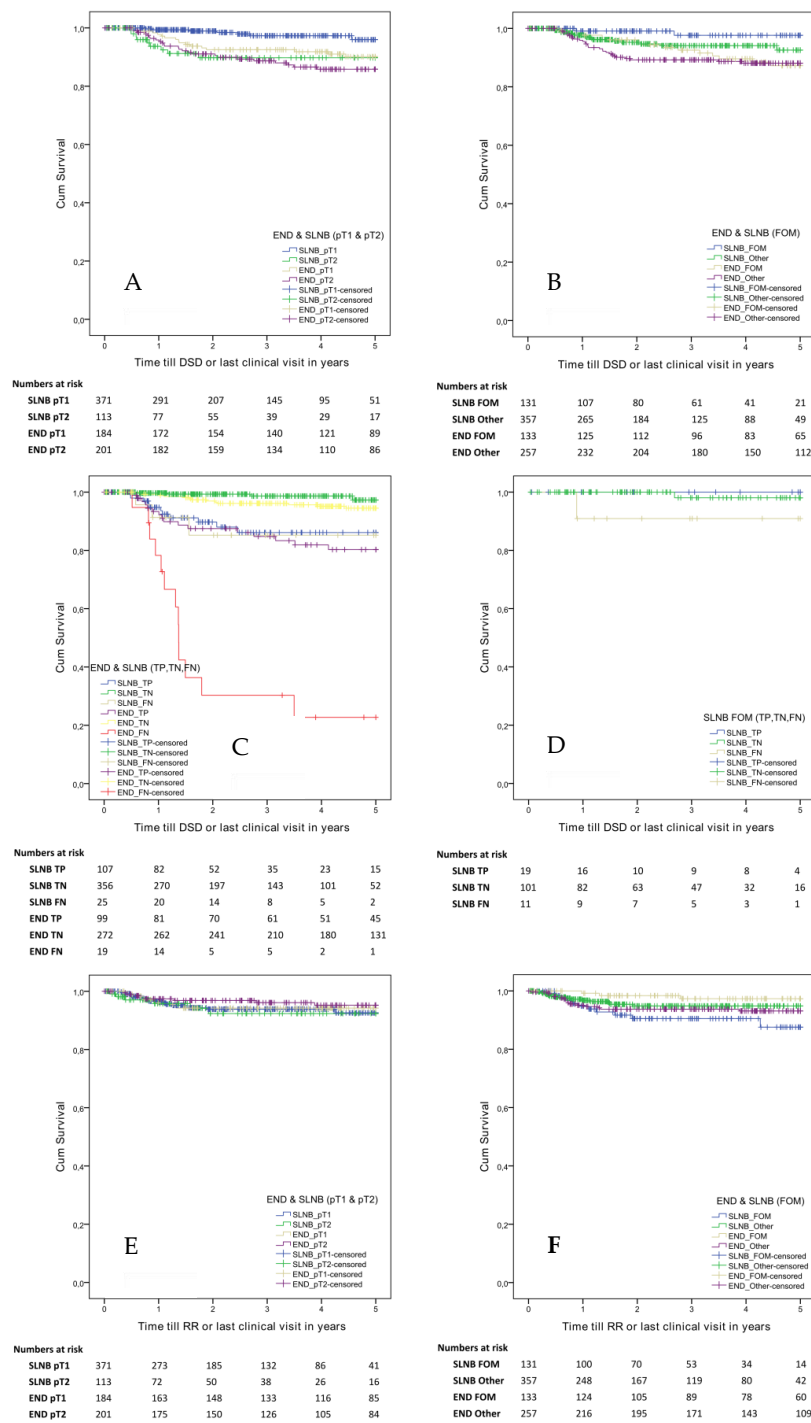 1,0
0,8
0,6
0,4
0,2
0,0
Cum Survival
END & SLNB (pT1 & pT2)
SLNB_pT1
SLNB_pT2
END_pT1
END_pT2
SLNB_pT1-censored
SLNB_pT2-censored
END_pT1-censored
END_pT2-censored
A
0 1 2 3 4 5
Time till DSD or last clinical visit in years
Numbers at risk
SLNB pT1 371 291 207 145 95 51
SLNB pT2 113 77 55 39 29 17
END pT1 184 172 154 140 121 89
END pT2 201 182 159 134 110 86
1,0
0,8
0,6
0,4
0,2
0,0
Cum Survival
END & SLNB (FOM)
SLNB_FOM
SLNB_Other
END_FOM
END_Other
SLNB_FOM-censored
SLNB_Other-censored
END_FOM-censored
END_Other-censored
B
0 1 2 3 4 5
Time till DSD or last clinical visit in years
Numbers at risk
SLNB FOM 131 107 80 61 41 21
SLNB Other 357 265 184 125 88 49
END FOM 133 125 112 96 83 65
END Other 257 232 204 180 150 112
1,0
0,8
0,6
0,4
0,2
0,0
Cum Survival
END & SLNB (TP,TN,FN)
SLNB_TP
SLNB_TN
SLNB_FN
END_TP
END_TN
END_FN
SLNB_TP-censored
SLNB_TN-censored
SLNB_FN-censored
END_TP-censored
END_TN-censored
END_FN-censored
C
0 1 2 3 4 5
Time till DSD or last clinical visit in years
Numbers at risk
SLNB TP 107 82 52 35 23 15
SLNB TN 356 270 197 143 101 52
SLNB FN 25 20 14 8 5 2
END TP 99 81 70 61 51 45
END TN 272 262 241 210 180 131
END FN 19 14 5 5 2 1
1,0
0,8
0,6
0,4
0,2
0,0
Cum Survival
D
SLNB FOM (TP,TN,FN)
SLNB_TP
SLNB_TN
SLNB_FN
SLNB_TP-censored
SLNB_TN-censored
SLNB_FN-censored
0 1 2 3 4 5
Time till DSD or last clinical visit in years
Numbers at risk
SLNB TP 19 16 10 9 8 4
SLNB TN 101 82 63 47 32 16
SLNB FN 11 9 7 5 3 1
1,0
0,8
0,6
0,4
0,2
0,0
Cum Survival
END & SLNB (pT1 & pT2)
SLNB_pT1
SLNB_pT2
END_pT1
END_pT2
SLNB_pT1-censored
SLNB_pT2-censored
END_pT1-censored
END_pT2-censored
E
0 1 2 3 4 5
Time till RR or last clinical visit in years
Numbers at risk
SLNB pT1 371 273 185 132 86 41
SLNB pT2 113 72 50 38 26 16
END pT1 184 163 148 133 116 85
END pT2 201 175 150 126 105 84
1,0
0,8
0,6
0,4
0,2
0,0
Cum Survival
END & SLNB (FOM)
SLNB_FOM
SLNB_Other
END_FOM
END_Other
SLNB_FOM-censored
SLNB_Other-censored
END_FOM-censored
END_Other-censored
F
0 1 2 3 4 5
Time till RR or last clinical visit in years
Numbers at risk
SLNB FOM 131 100 70 53 34 14
SLNB Other 357 248 167 119 80 42
END FOM 133 124 105 89 78 60
END Other 257 216 195 171 143 109